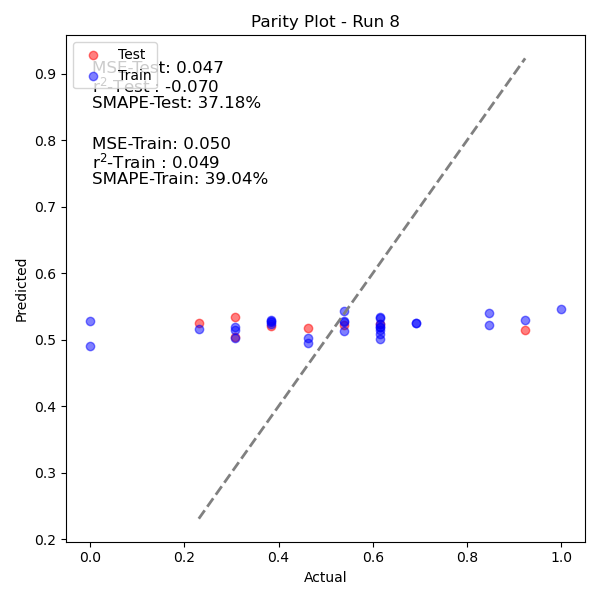 Parity Plot - Run 8
Test
Train
MSE-Test: 0.047
r²-Test : -0.070
SMAPE-Test: 37.18%
MSE-Train: 0.050
r²-Train : 0.049
SMAPE-Train: 39.04%
Predicted
0.9
0.8
0.7
0.6
0.5
0.4
0.3
0.2
0.0 0.2 0.4 0.6 0.8 1.0
Actual